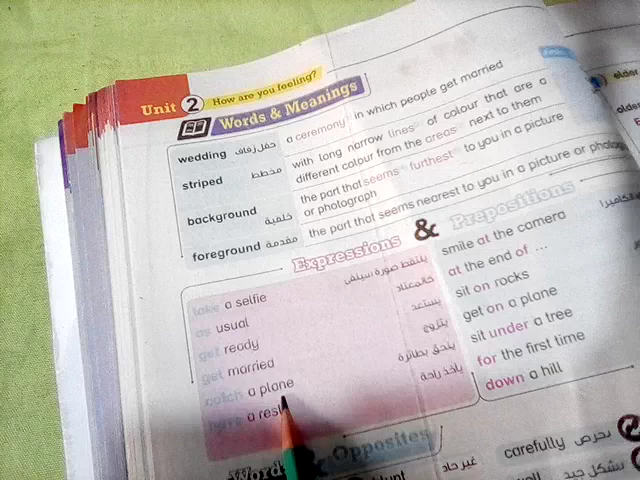 Unit 2 How are you feeling?
Words & Meanings
wedding حفل زفاف a ceremony in which people get married
striped مخطط with long narrow lines of colour that are a
different colour from the areas next to them
background خلفية the part that seems furthest to you in a picture
or photograph
foreground مقدمة the part that seems nearest to you in a picture or photog
Expressions & Prepositions
take a selfie يلتقط صورة سيلفي
as usual كالمعتاد
get ready يستعد
get married يتزوج
catch a plane يلحق بطائرة
have a rest يأخذ راحة
smile at the camera
at the end of ...
sit on rocks
get on a plane
sit under a tree
for the first time
down a hill
Words & Opposites
غير حاد
carefully بحرص
بشكل جيد
elder